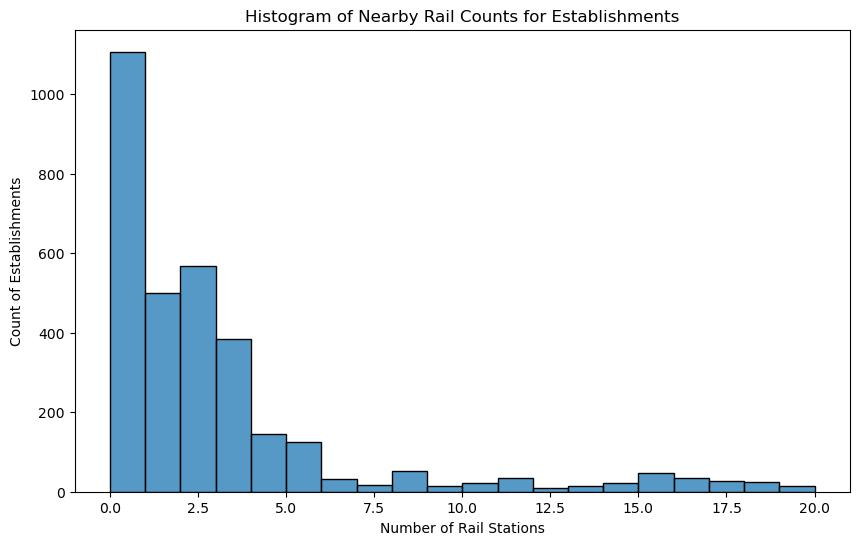 Histogram of Nearby Rail Counts for Establishments
1000
800
600
400
200
0
Count of Establishments
0.0 2.5 5.0 7.5 10.0 12.5 15.0 17.5 20.0
Number of Rail Stations